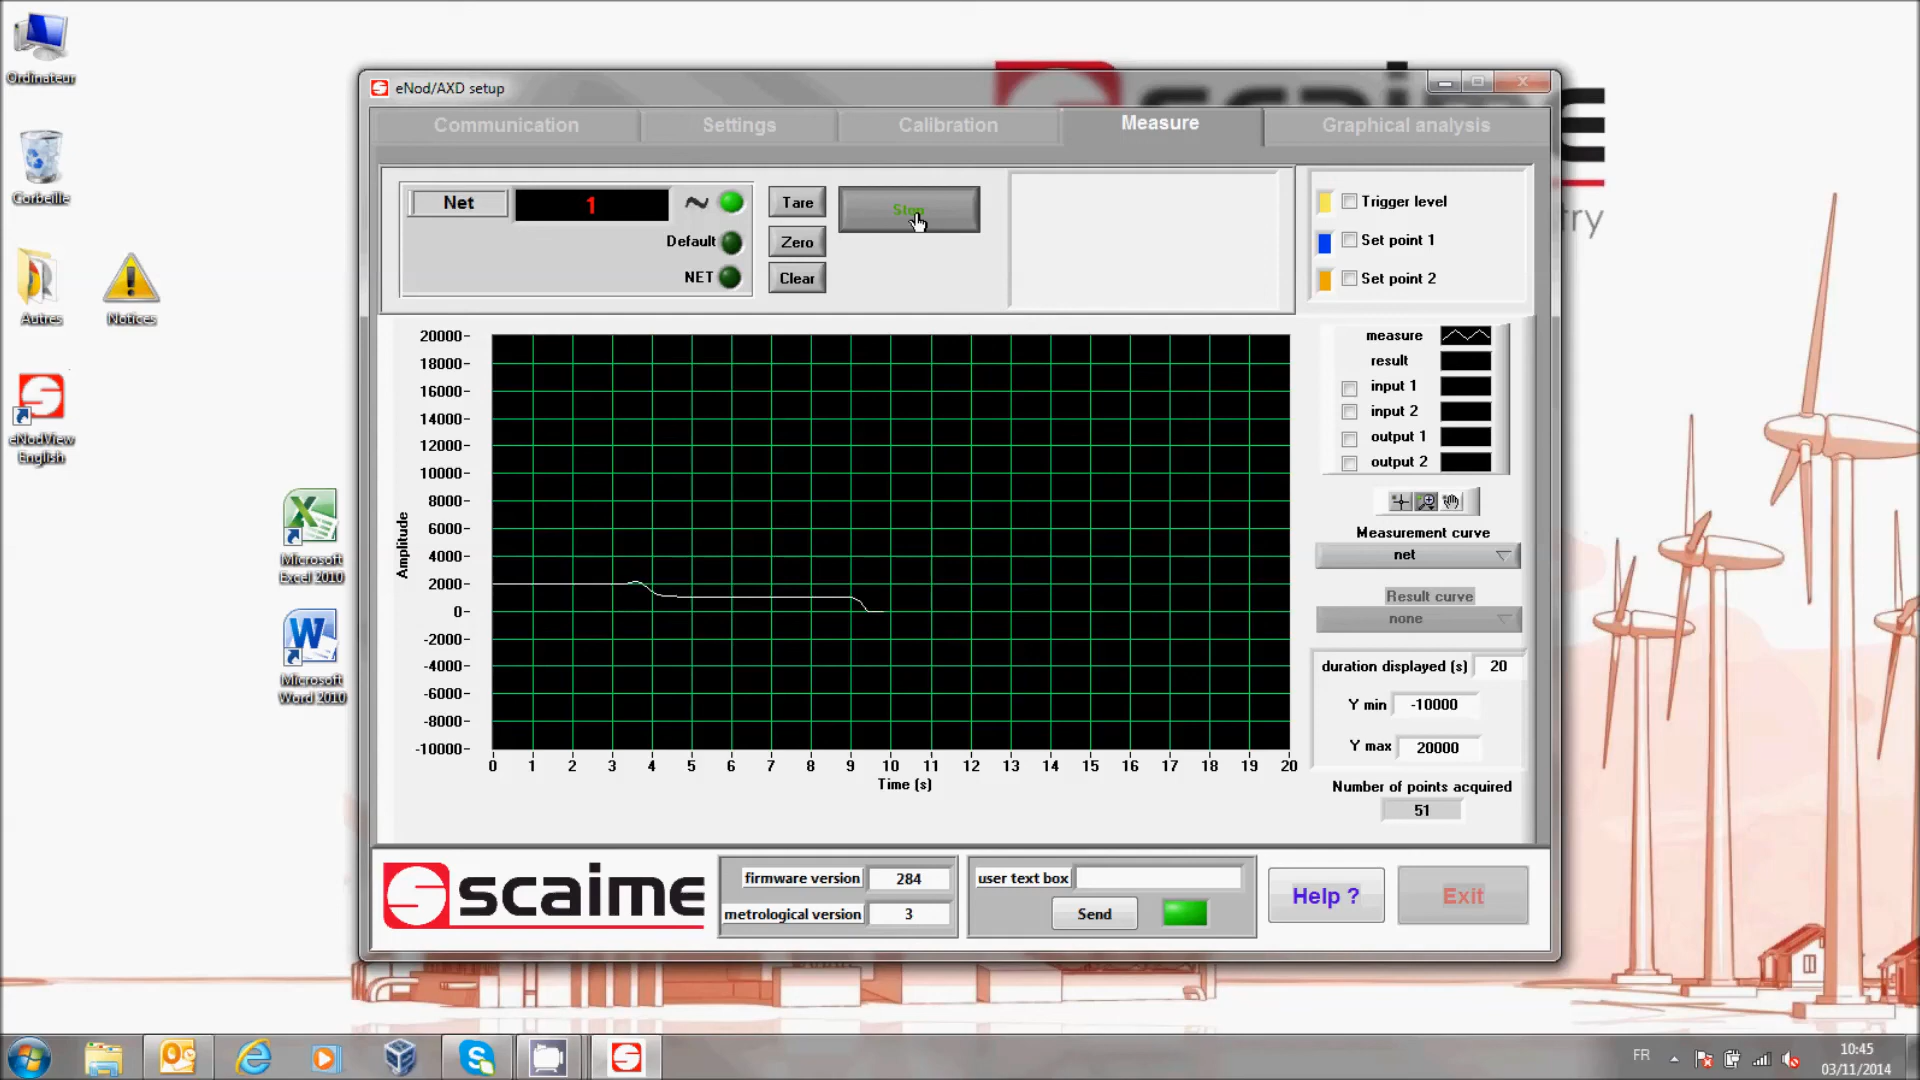 Ordinateur
Corbeille
Autres
Notices
eNodView
English
Microsoft
Excel 2010
Microsoft
Word 2010
eNod/AXD setup
Communication
Settings
Calibration
Measure
Graphical analysis
Net
1
Default
NET
Tare
Zero
Clear
Stop
Trigger level
Set point 1
Set point 2
measure
result
input 1
input 2
output 1
output 2
Measurement curve
net
Result curve
none
duration displayed (s) 20
Y min -10000
Y max 20000
Number of points acquired
51
Amplitude
20000
18000
16000
14000
12000
10000
8000
6000
4000
2000
0
-2000
-4000
-6000
-8000
-10000
0 1 2 3 4 5 6 7 8 9 10 11 12 13 14 15 16 17 18 19 20
Time (s)
scaime
firmware version 284
metrological version 3
user text box
Send
Help ?
Exit
FR
10:45
03/11/2014